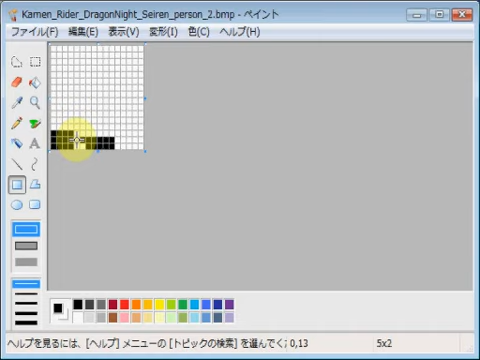 Kamen_Rider_DragonNight_Seiren_person_2.bmp - ペイント
ファイル(F) 編集(E) 表示(V) 変形(I) 色(C) ヘルプ(H)
A
ヘルプを見るには、[ヘルプ] メニューの [トピックの検索] を選んでく 0,13 5x2